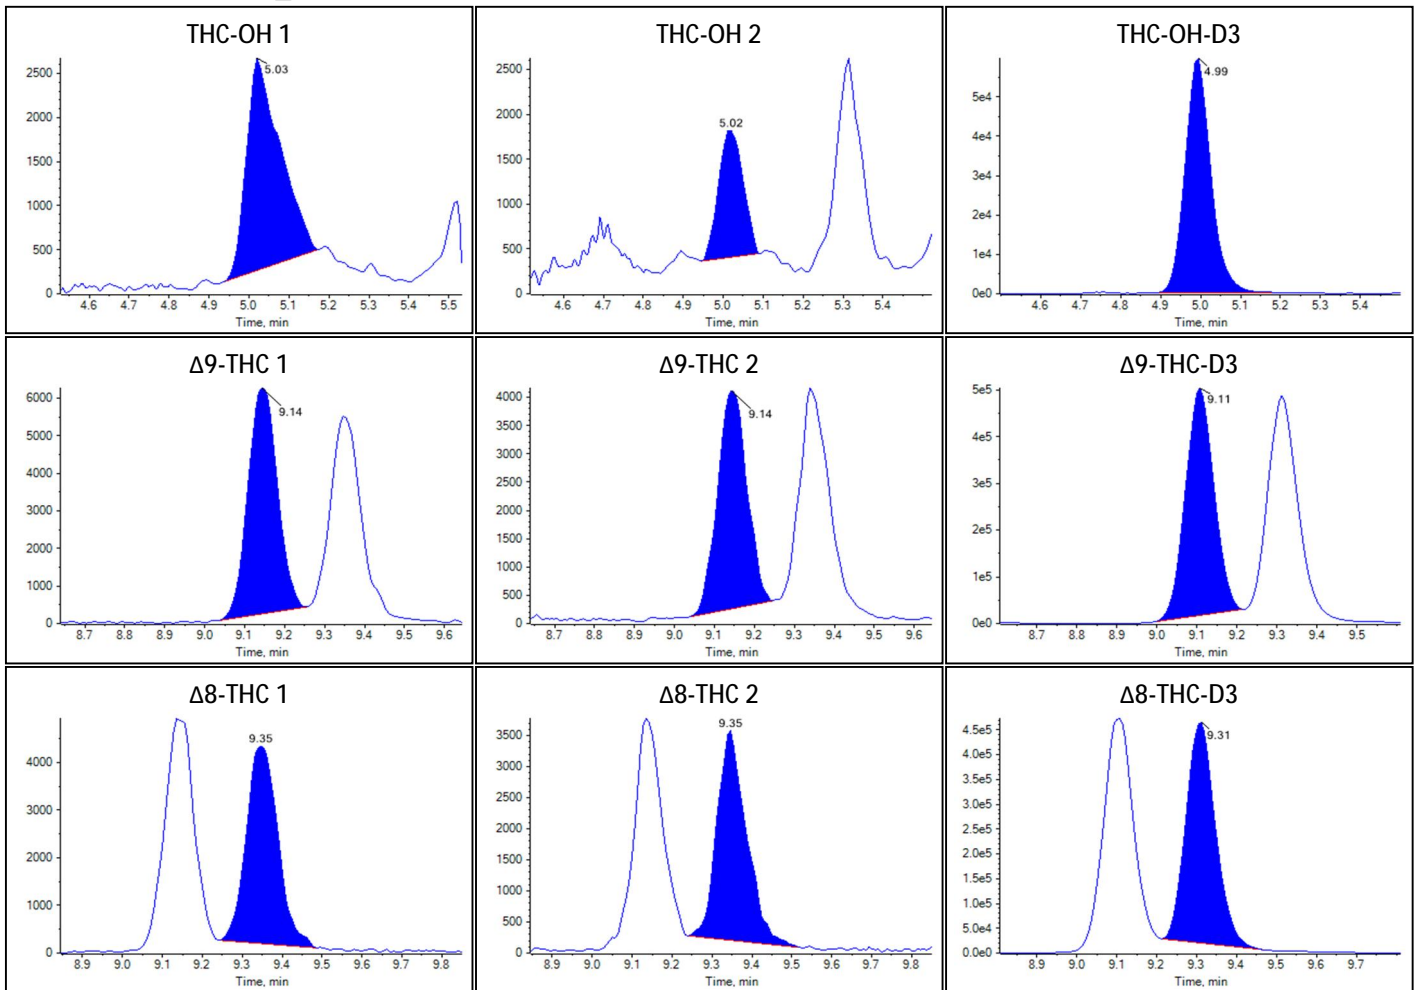 THC-OH 1
5.03
2500
2000
1500
1000
500
0
4.6 4.7 4.8 4.9 5.0 5.1 5.2 5.3 5.4 5.5
Time, min
THC-OH 2
5.02
2500
2000
1500
1000
500
0
4.6 4.7 4.8 4.9 5.0 5.1 5.2 5.3 5.4
Time, min
THC-OH-D3
4.99
5e4
4e4
3e4
2e4
1e4
0e0
4.6 4.7 4.8 4.9 5.0 5.1 5.2 5.3 5.4
Time, min
Δ9-THC 1
9.14
6000
5000
4000
3000
2000
1000
0
8.7 8.8 8.9 9.0 9.1 9.2 9.3 9.4 9.5 9.6
Time, min
Δ9-THC 2
9.14
4000
3500
3000
2500
2000
1500
1000
500
0
8.7 8.8 8.9 9.0 9.1 9.2 9.3 9.4 9.5 9.6
Time, min
Δ9-THC-D3
9.11
5e5
4e5
3e5
2e5
1e5
0e0
8.7 8.8 8.9 9.0 9.1 9.2 9.3 9.4 9.5
Time, min
Δ8-THC 1
9.35
4000
3000
2000
1000
0
8.9 9.0 9.1 9.2 9.3 9.4 9.5 9.6 9.7 9.8
Time, min
Δ8-THC 2
9.35
3500
3000
2500
2000
1500
1000
500
0
8.9 9.0 9.1 9.2 9.3 9.4 9.5 9.6 9.7 9.8
Time, min
Δ8-THC-D3
9.31
4.5e5
4.0e5
3.5e5
3.0e5
2.5e5
2.0e5
1.5e5
1.0e5
5.0e4
0.0e0
8.9 9.0 9.1 9.2 9.3 9.4 9.5 9.6 9.7
Time, min